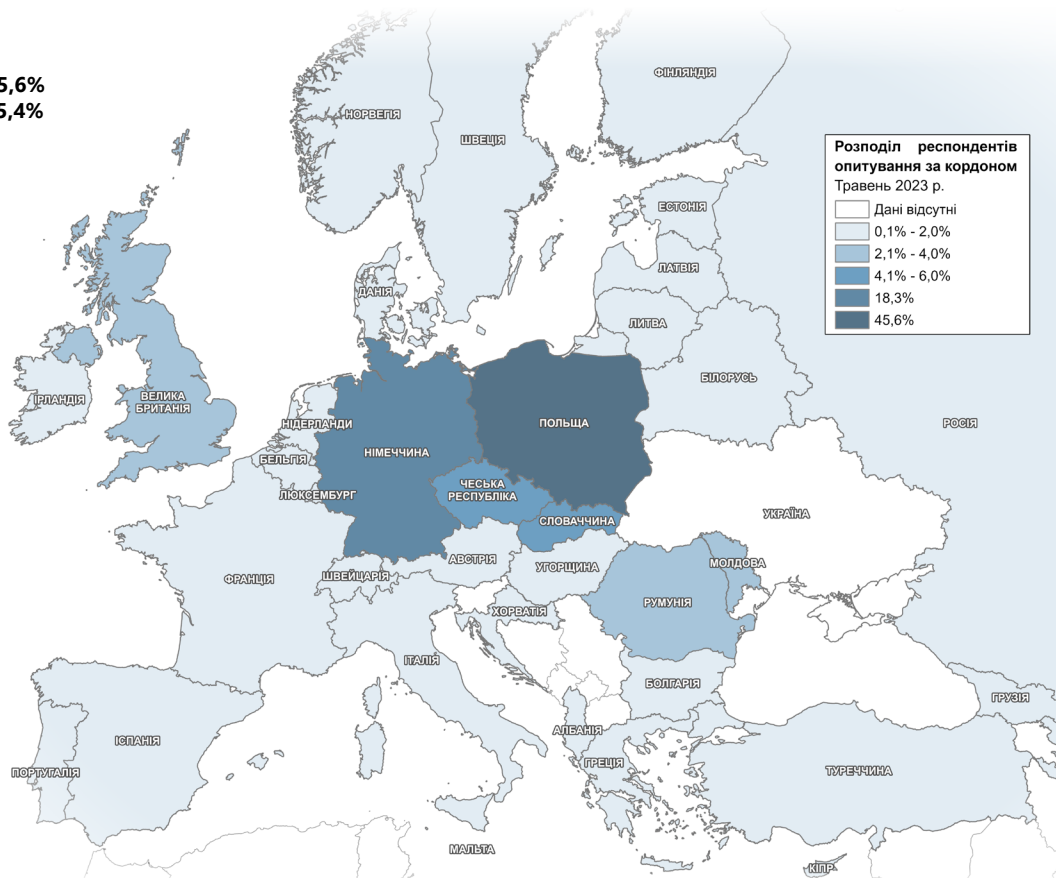 5,6%
5,4%
ФІНЛЯНДІЯ
НОРВЕГІЯ
ШВЕЦІЯ
Розподіл респондентів
опитування за кордоном
Травень 2023 р.
Дані відсутні
0,1% - 2,0%
2,1% - 4,0%
4,1% - 6,0%
18,3%
45,6%
ЕСТОНІЯ
ЛАТВІЯ
ДАНІЯ
ЛИТВА
БІЛОРУСЬ
ІРЛАНДІЯ
ВЕЛИКА
БРИТАНІЯ
НІДЕРЛАНДИ
ПОЛЬЩА
РОСІЯ
НІМЕЧЧИНА
БЕЛЬГІЯ
ЛЮКСЕМБУРГ
ЧЕСЬКА
РЕСПУБЛІКА
СЛОВАЧЧИНА
УКРАЇНА
АВСТРІЯ
УГОРЩИНА
МОЛДОВА
ФРАНЦІЯ
ШВЕЙЦАРІЯ
РУМУНІЯ
ХОРВАТІЯ
ІТАЛІЯ
БОЛГАРІЯ
ГРУЗІЯ
АЛБАНІЯ
ІСПАНІЯ
ГРЕЦІЯ
ПОРТУГАЛІЯ
ТУРЕЧЧИНА
МАЛЬТА
КІПР